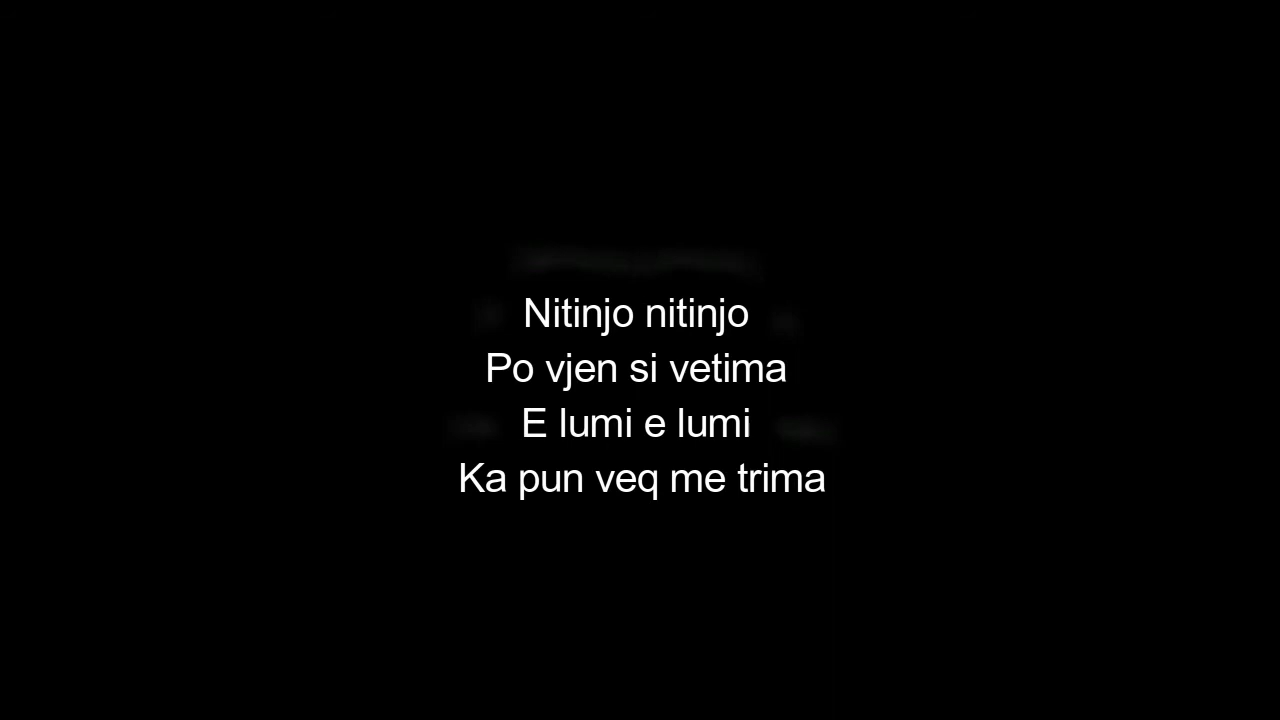 Nitinjo nitinjo
Po vjen si vetima
E lumi e lumi
Ka pun veq me trima